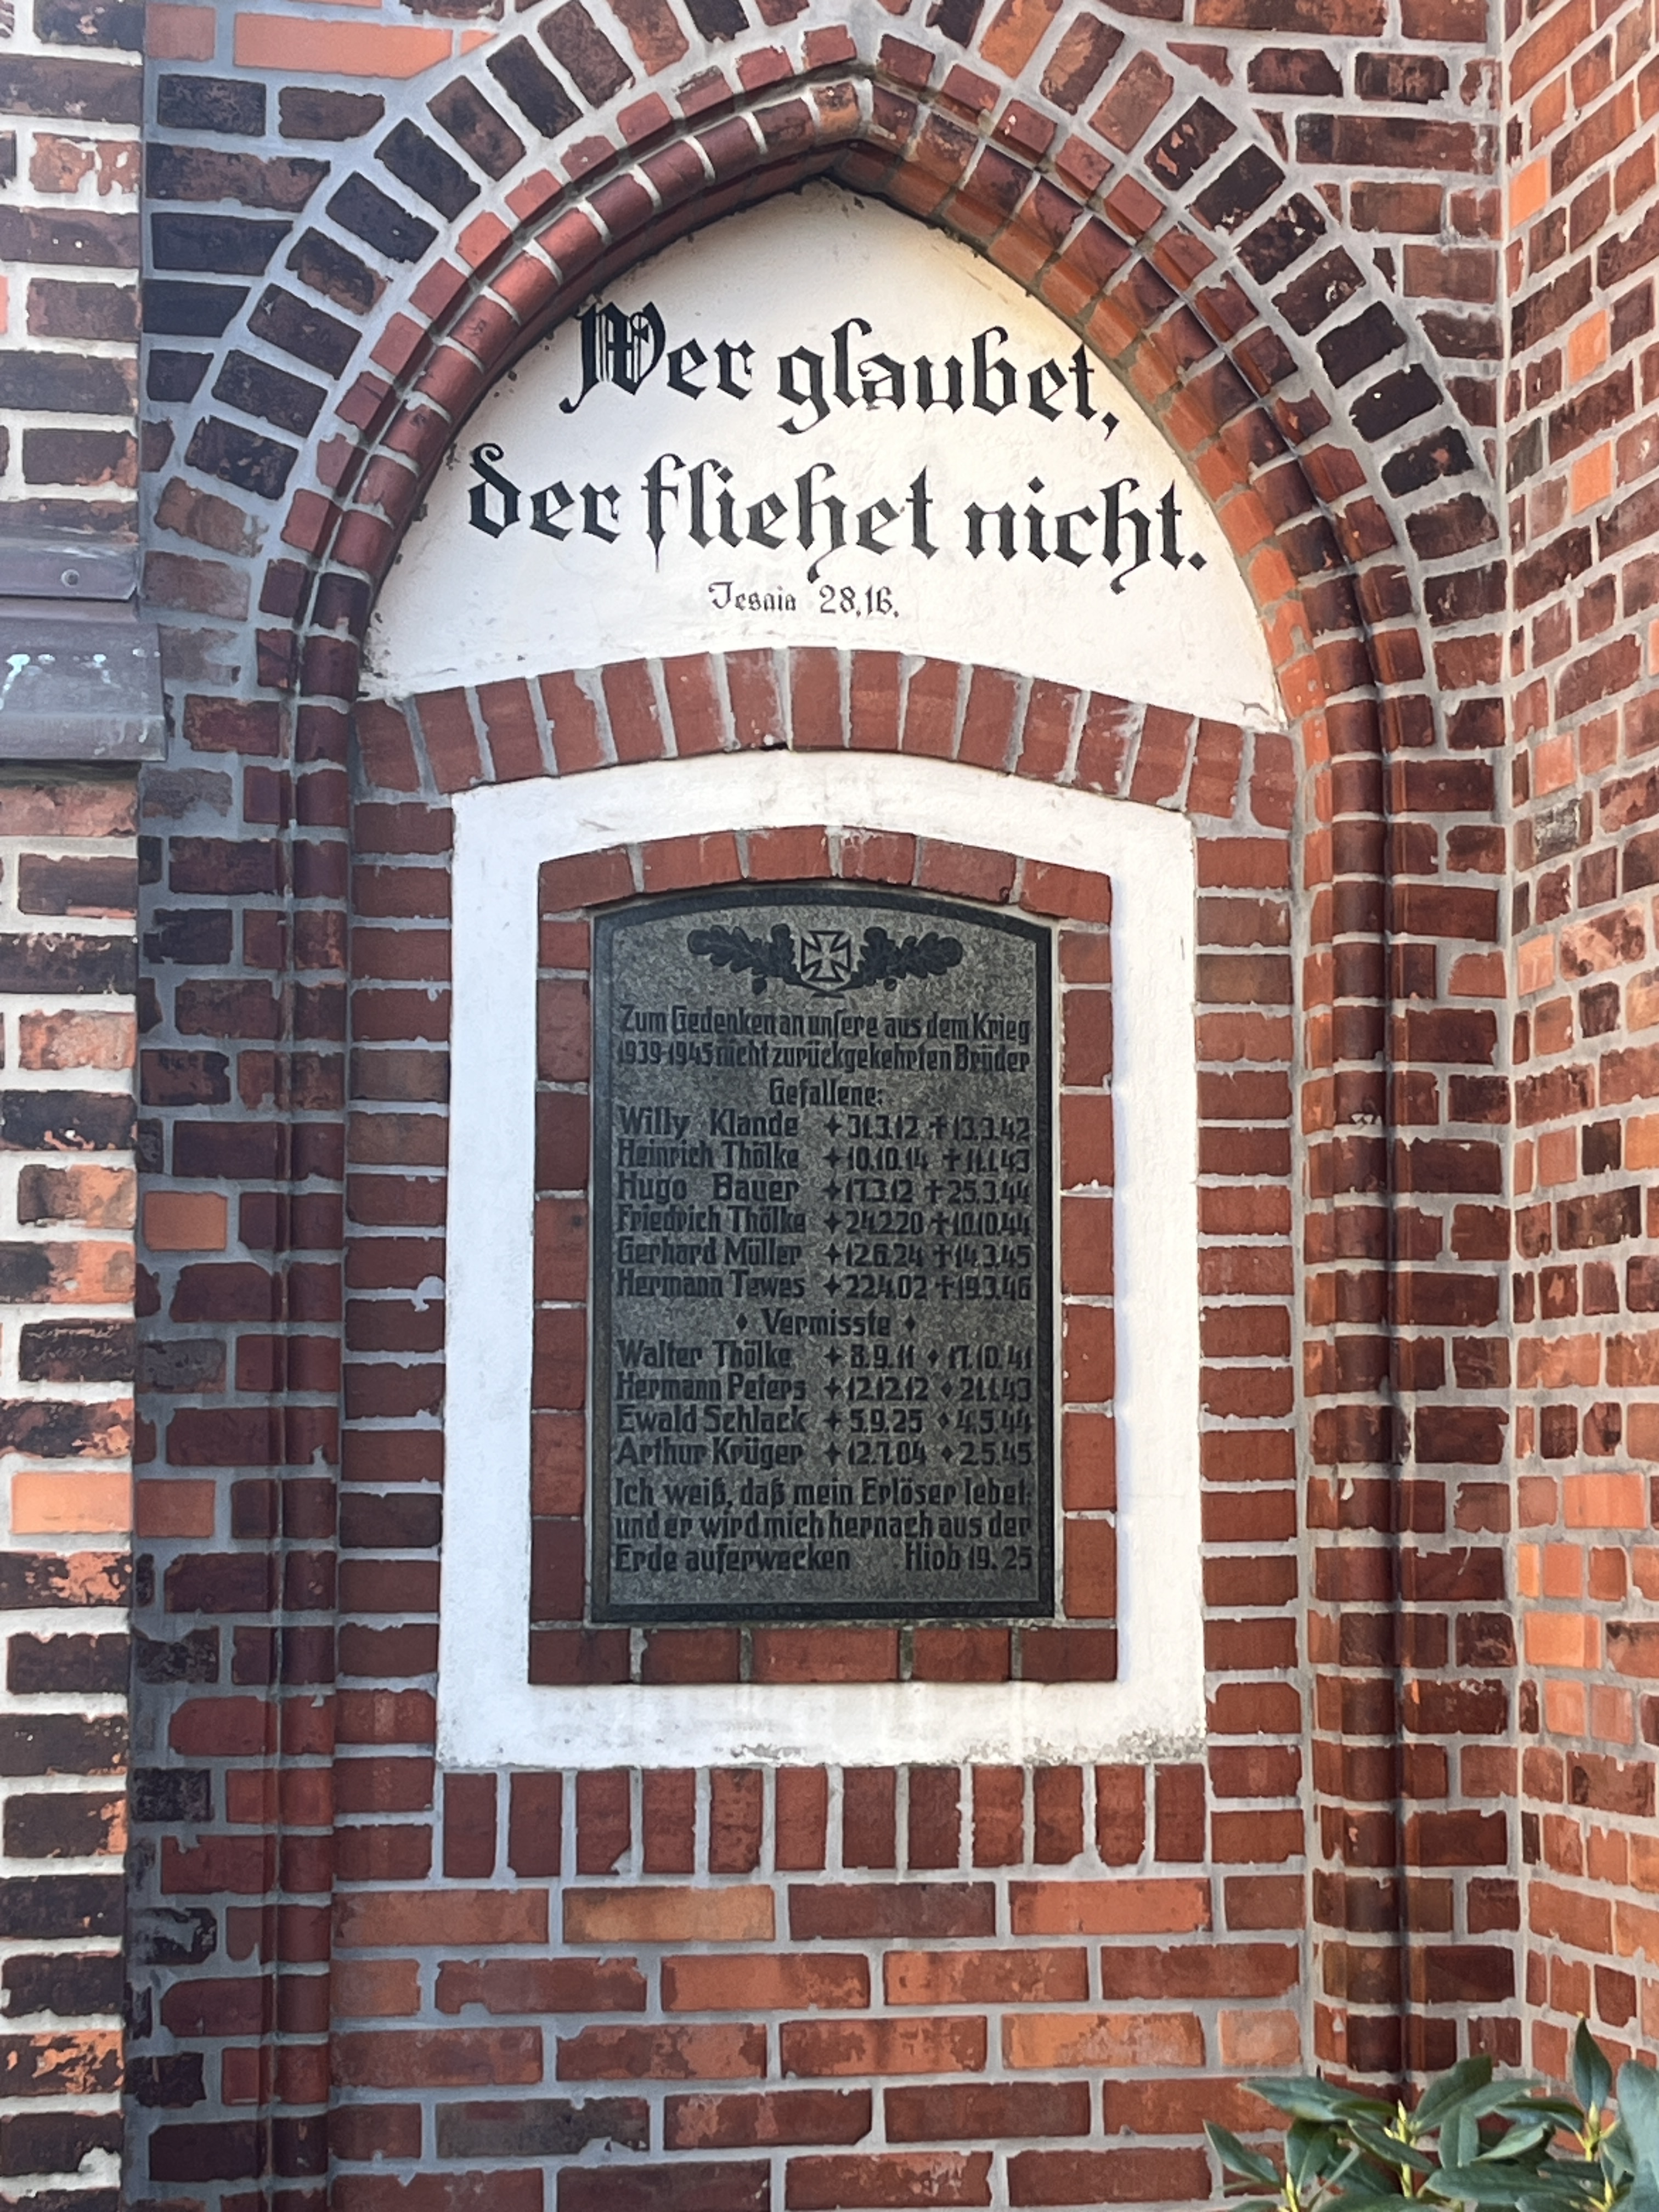 Wer glaubet,
der fliehet nicht.
Jesaia 28,16.
Zum Gedenken an unsere aus dem Krieg
1939-1945 nicht zurückgekehrten Brüder
Gefallene:
Willy Klande ✦ 31.3.12 ✝ 13.3.42
Heinrich Thölke ✦ 10.10.14 ✝ 11.1.43
Hugo Bauer ✦ 17.3.12 ✝ 25.3.44
Friedrich Thölke ✦ 24.2.20 ✝ 10.10.44
Gerhard Müller ✦ 12.6.24 ✝ 14.3.45
Hermann Tewes ✦ 22.4.02 ✝ 19.3.46
♦ Vermisste ♦
Walter Thölke ✦ 8.9.11 ♦ 17.10.41
Hermann Peters ✦ 12.12.12 ♦ 21.1.43
Ewald Schlack ✦ 5.9.25 ♦ 4.5.44
Arthur Krüger ✦ 12.7.04 ♦ 2.5.45
Ich weiß, daß mein Erlöser lebet
und er wird mich hernach aus der
Erde auferwecken Hiob 19. 25